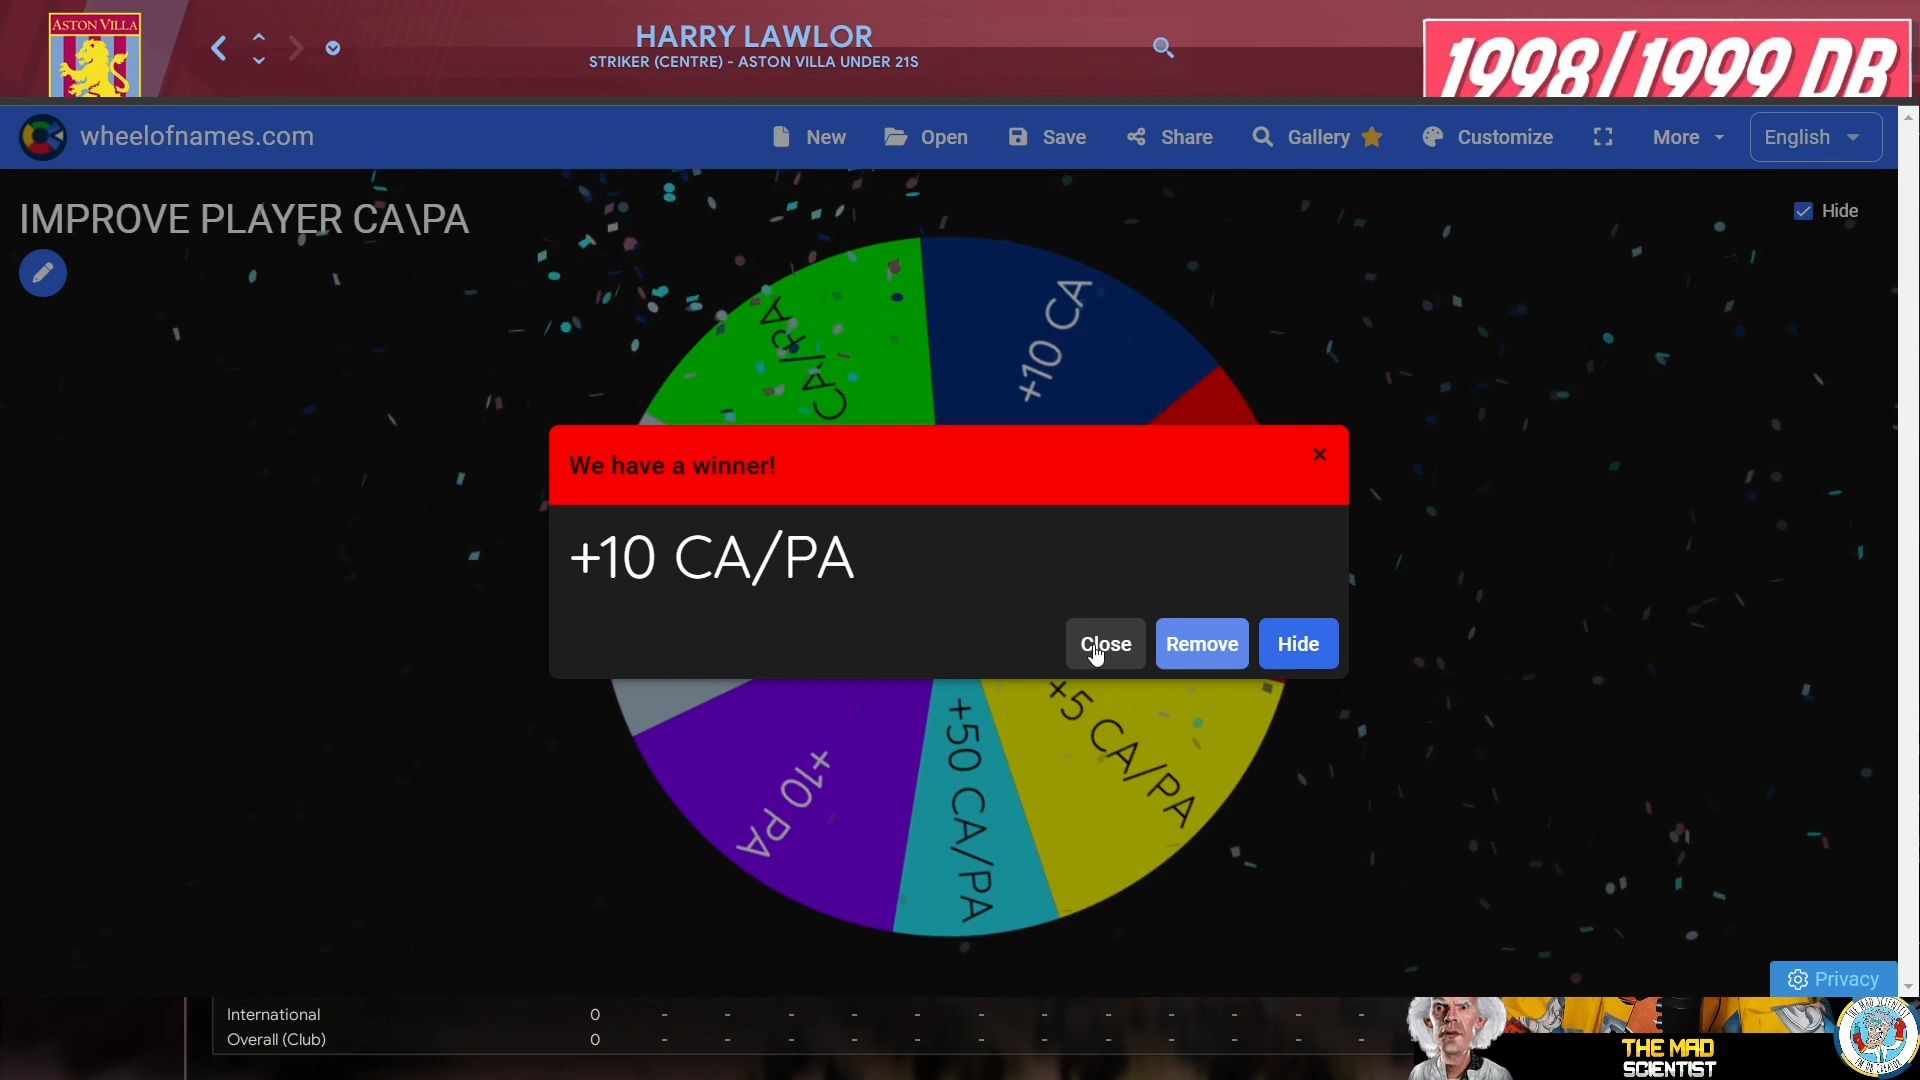 ASTON VILLA
HARRY LAWLOR
STRIKER (CENTRE) - ASTON VILLA UNDER 21S
1998/1999 DB
wheelofnames.com
New
Open
Save
Share
Gallery
Customize
More
English
IMPROVE PLAYER CA\PA
Hide
CA/PA
+10 CA
We have a winner!
×
+10 CA/PA
Close
Remove
Hide
+10 PA
+50 CA/PA
+5 CA/PA
Privacy
International 0 - - - - - - - - - - - -
Overall (Club) 0 - - - - - - - - - - - -
THE MAD
SCIENTIST